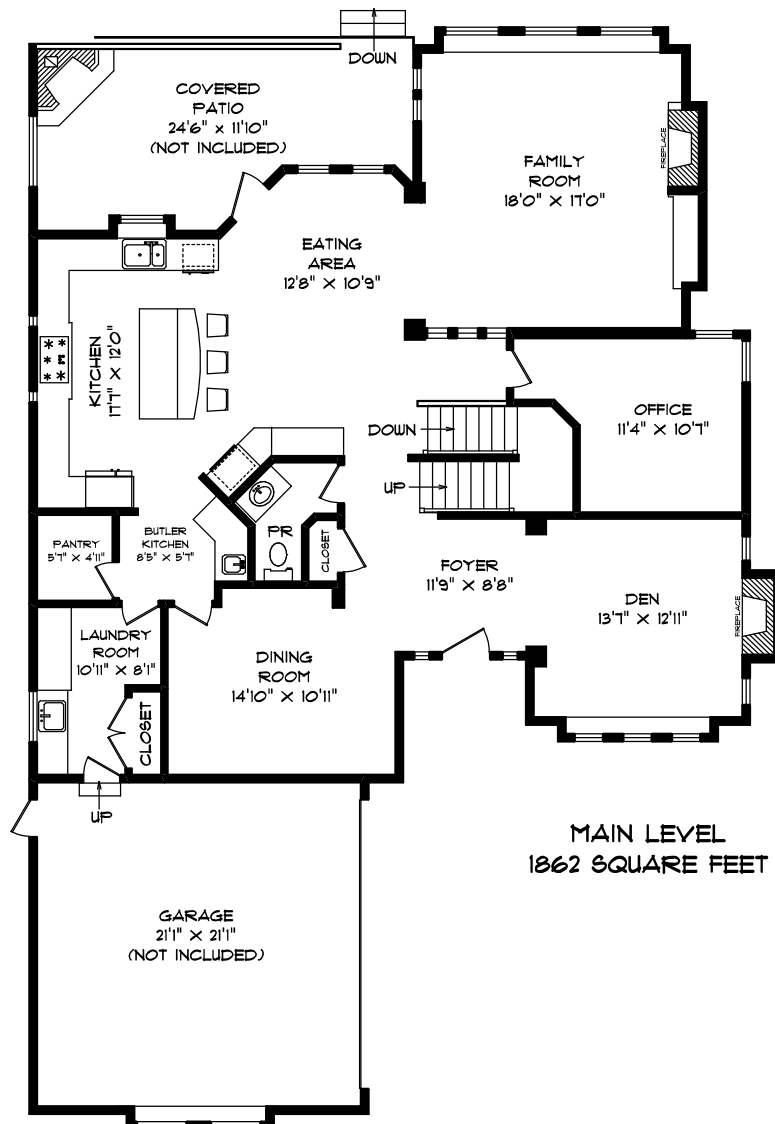 DOWN
COVERED
PATIO
24'6" x 11'10"
(NOT INCLUDED)
FAMILY
ROOM
18'0" X 17'0"
FIREPLACE
EATING
AREA
12'8" X 10'9"
KITCHEN
17'7" X 12'0"
OFFICE
11'4" X 10'7"
DOWN
UP
PANTRY
5'7" X 4'11"
BUTLER
KITCHEN
8'5" X 5'7"
PR
CLOSET
FOYER
11'9" X 8'8"
DEN
13'7" X 12'11"
FIREPLACE
LAUNDRY
ROOM
10'11" X 8'1"
DINING
ROOM
14'10" X 10'11"
CLOSET
UP
MAIN LEVEL
1862 SQUARE FEET
GARAGE
21'1" X 21'1"
(NOT INCLUDED)